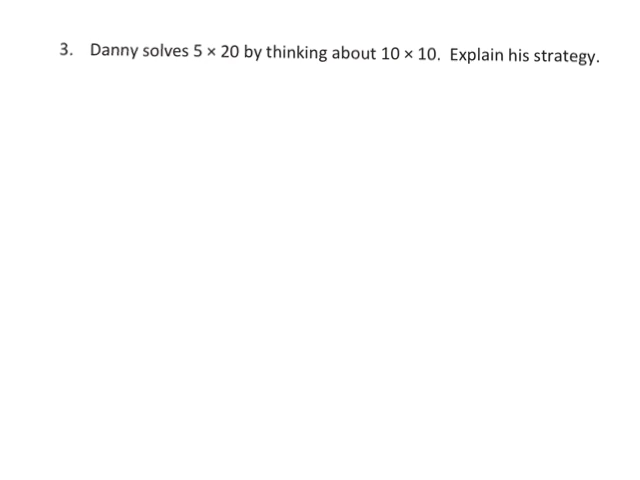 3. Danny solves 5 × 20 by thinking about 10 × 10. Explain his strategy.